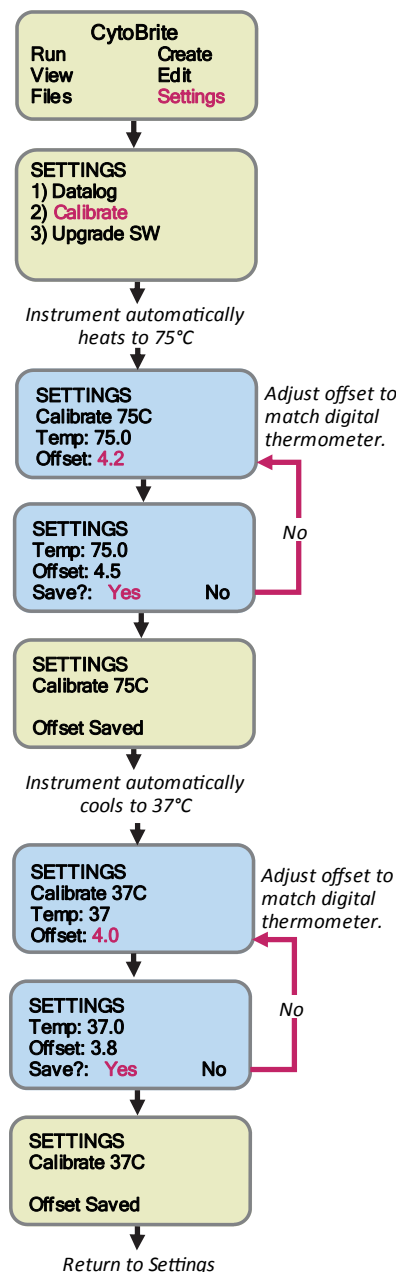 CytoBrite
Run Create
View Edit
Files Settings
SETTINGS
1) Datalog
2) Calibrate
3) Upgrade SW
Instrument automatically
heats to 75°C
SETTINGS
Calibrate 75C
Temp: 75.0
Offset: 4.2
Adjust offset to
match digital
thermometer.
No
SETTINGS
Temp: 75.0
Offset: 4.5
Save?: Yes No
SETTINGS
Calibrate 75C
Offset Saved
Instrument automatically
cools to 37°C
SETTINGS
Calibrate 37C
Temp: 37
Offset: 4.0
Adjust offset to
match digital
thermometer.
No
SETTINGS
Temp: 37.0
Offset: 3.8
Save?: Yes No
SETTINGS
Calibrate 37C
Offset Saved
Return to Settings